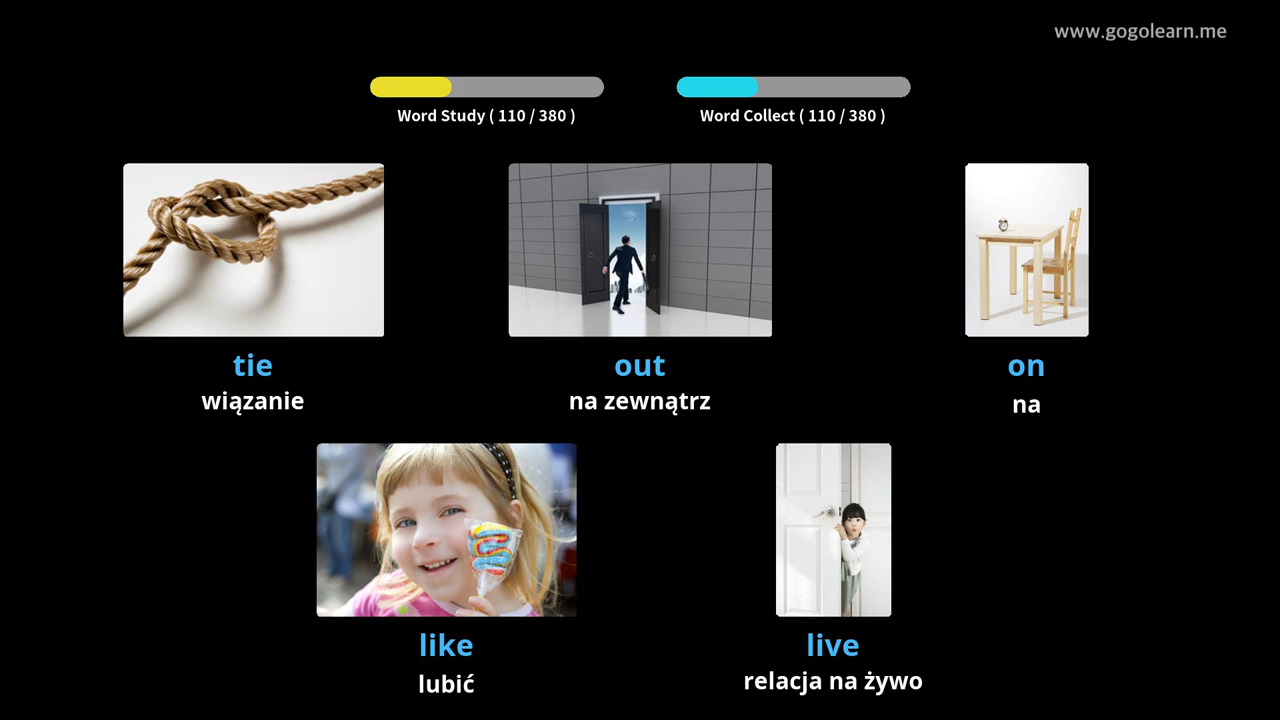 www.gogolearn.me
Word Study ( 110 / 380 )
Word Collect ( 110 / 380 )
tie
wiązanie
out
na zewnątrz
on
na
like
lubić
live
relacja na żywo